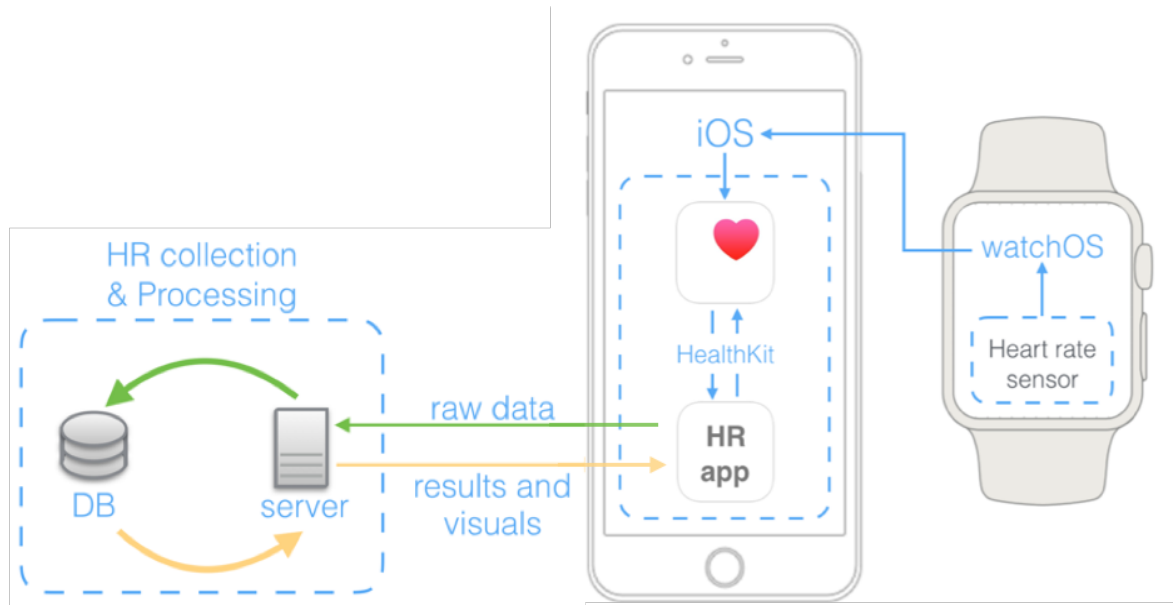 HR collection
& Processing
DB
server
raw data
results and
visuals
iOS
HealthKit
HR
app
watchOS
Heart rate
sensor